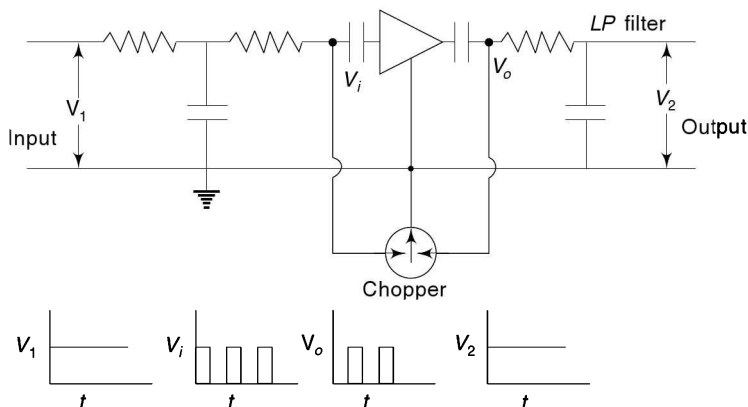 LP filter
V₁
Vᵢ
Vₒ
V₂
Input
Output
Chopper
V₁
t
Vᵢ
t
Vₒ
t
V₂
t